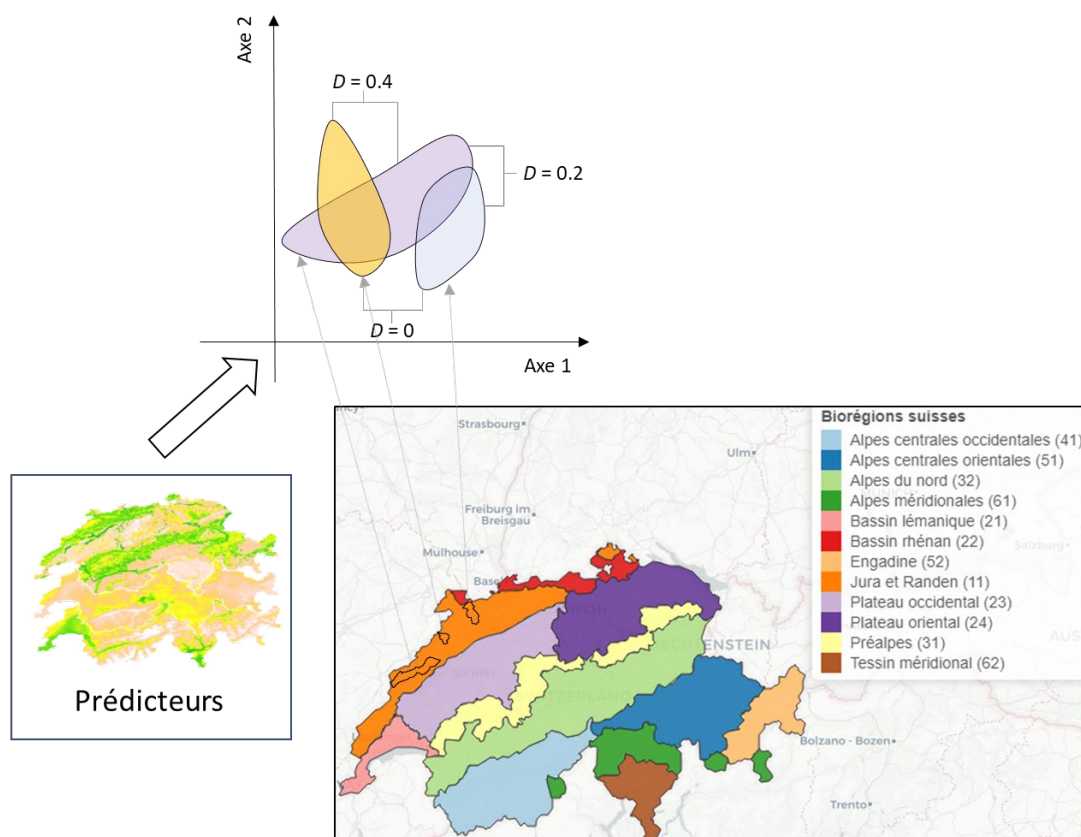 Axe 2
D = 0.4
D = 0.2
D = 0
Axe 1
Prédicteurs
Biorégions suisses
Alpes centrales occidentales (41)
Alpes centrales orientales (51)
Alpes du nord (32)
Alpes méridionales (61)
Bassin lémanique (21)
Bassin rhénan (22)
Engadine (52)
Jura et Randen (11)
Plateau occidental (23)
Plateau oriental (24)
Préalpes (31)
Tessin méridional (62)
Strasbourg
Ulm
Freiburg im
Breisgau
Mulhouse
Salzburg
Basel
BERN
Bolzano - Bozen
Trento